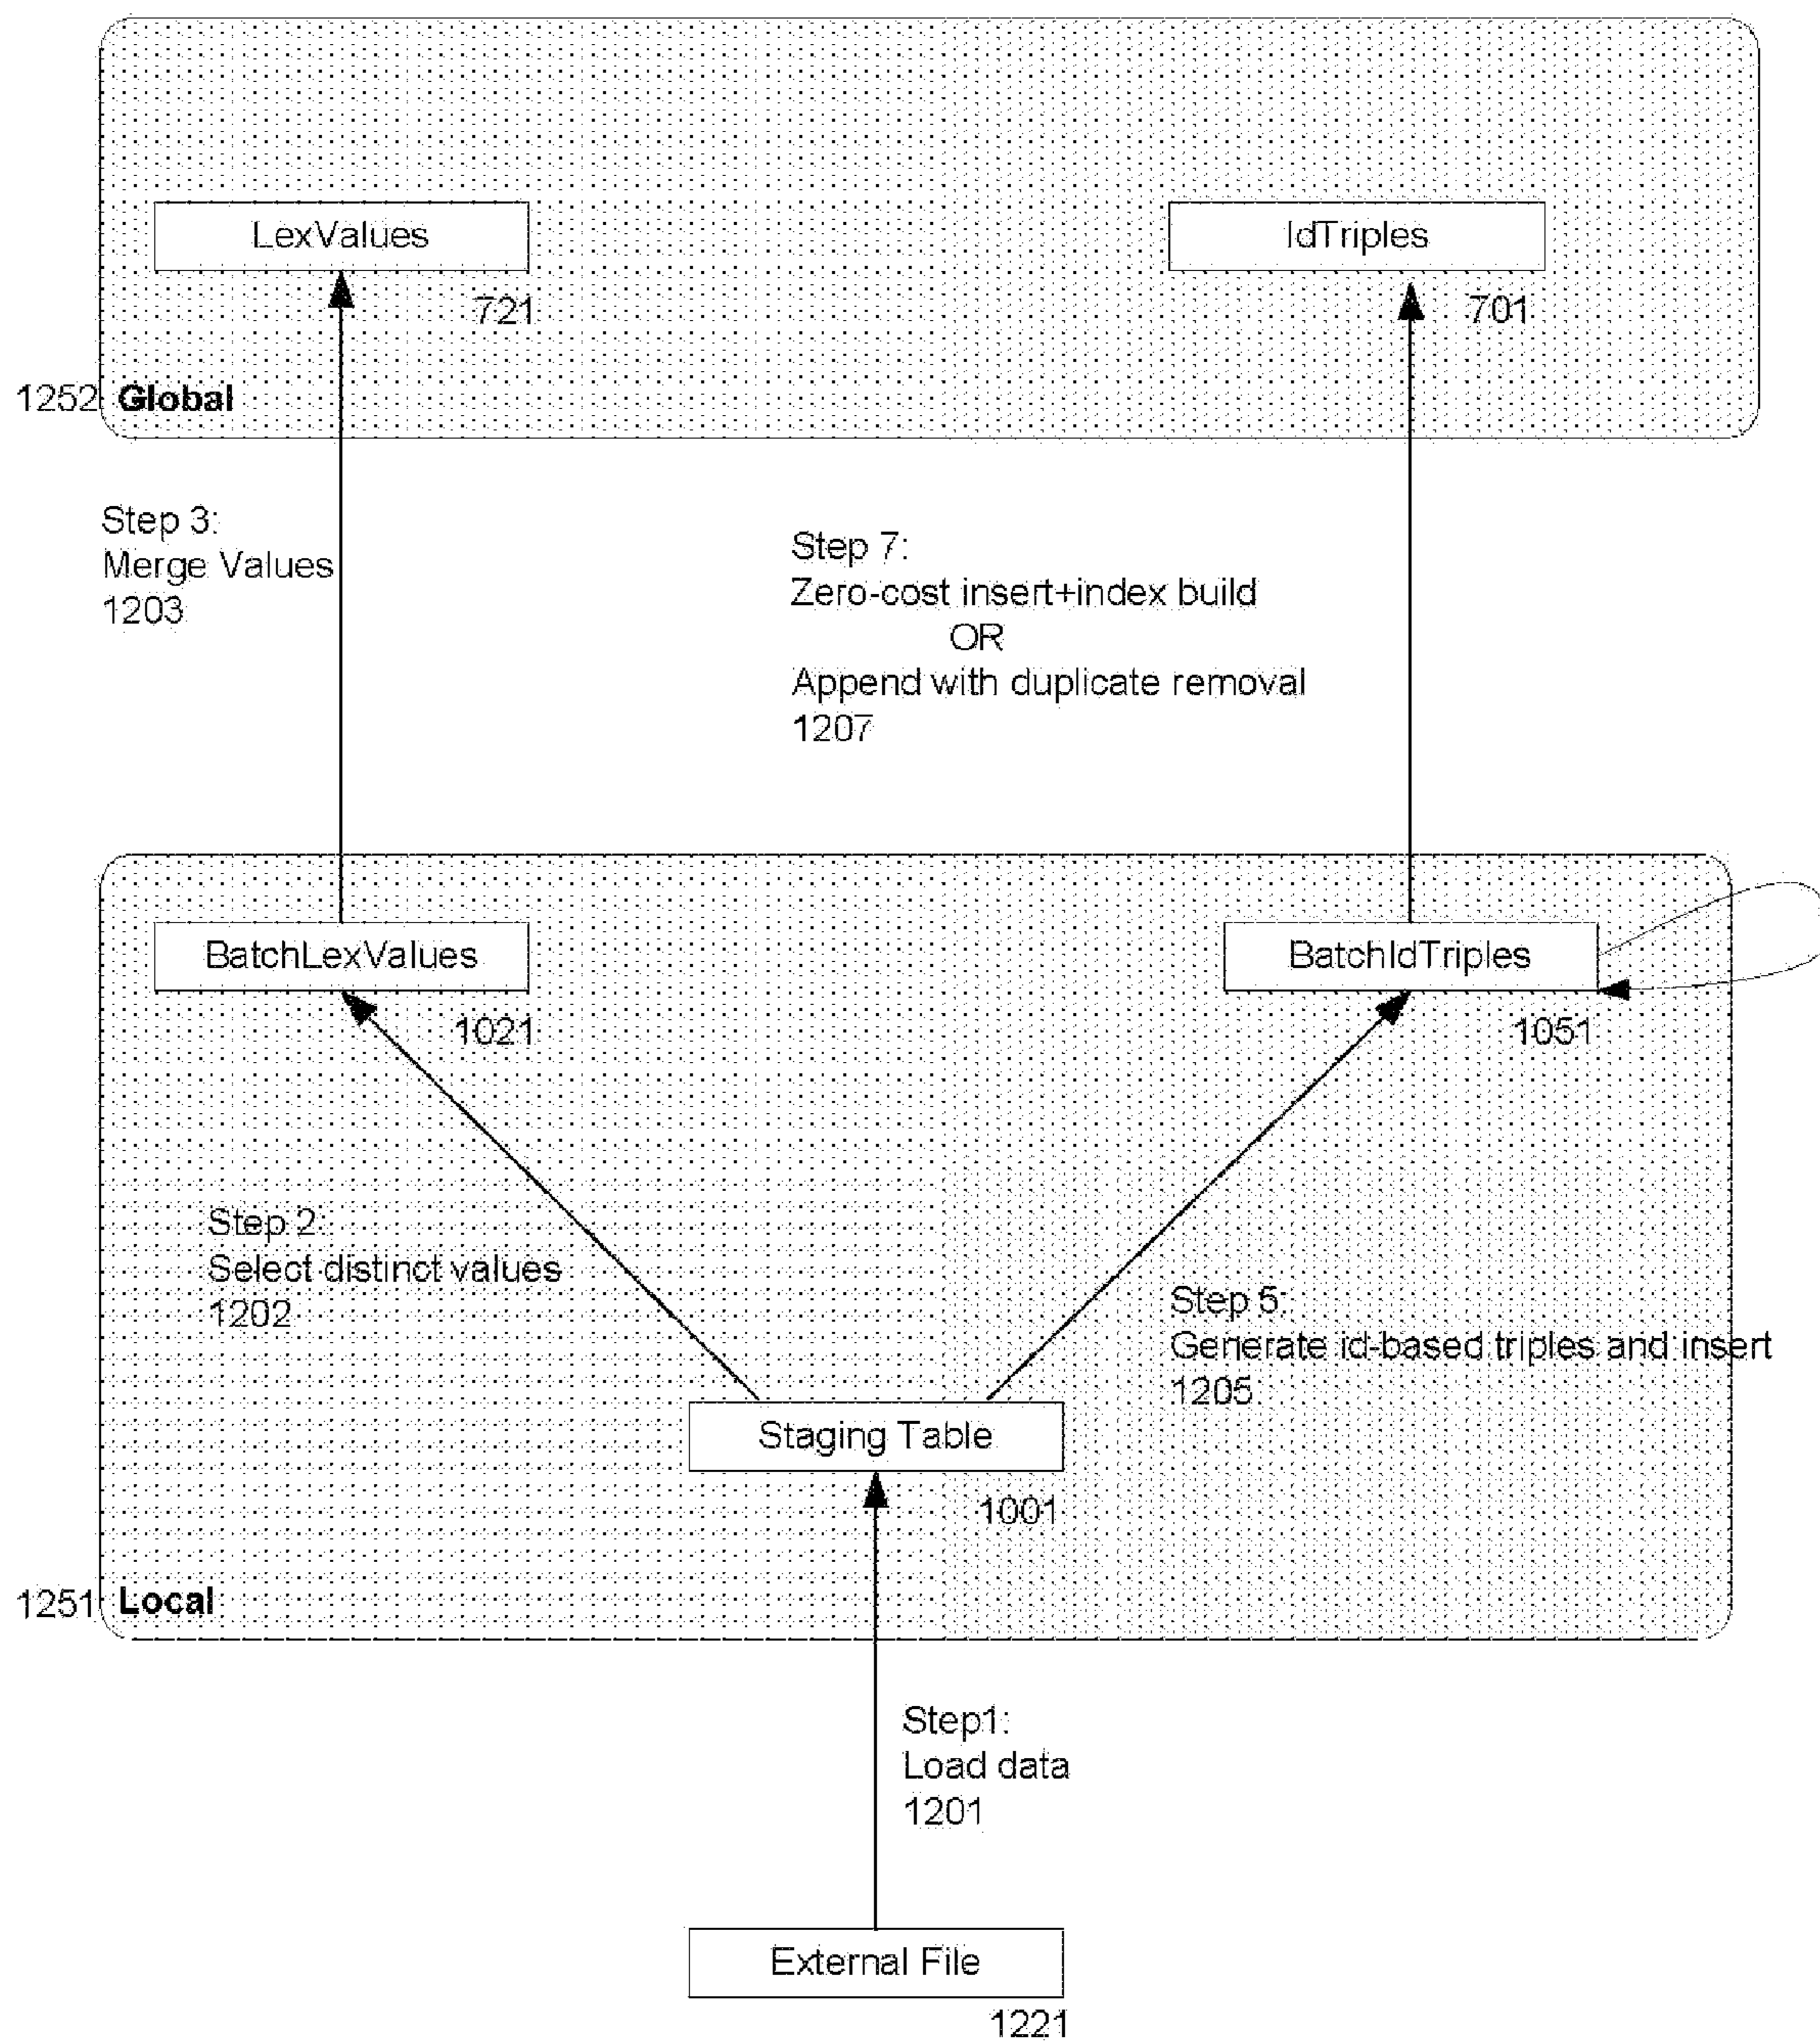 LexValues
IdTriples
721
701
1252 Global
Step 3:
Merge Values
1203
Step 7:
Zero-cost insert+index build
OR
Append with duplicate removal
1207
BatchLexValues
BatchIdTriples
1021
1051
Step 2:
Select distinct values
1202
Step 5:
Generate id-based triples and insert
1205
Staging Table
1001
1251 Local
Step1:
Load data
1201
External File
1221